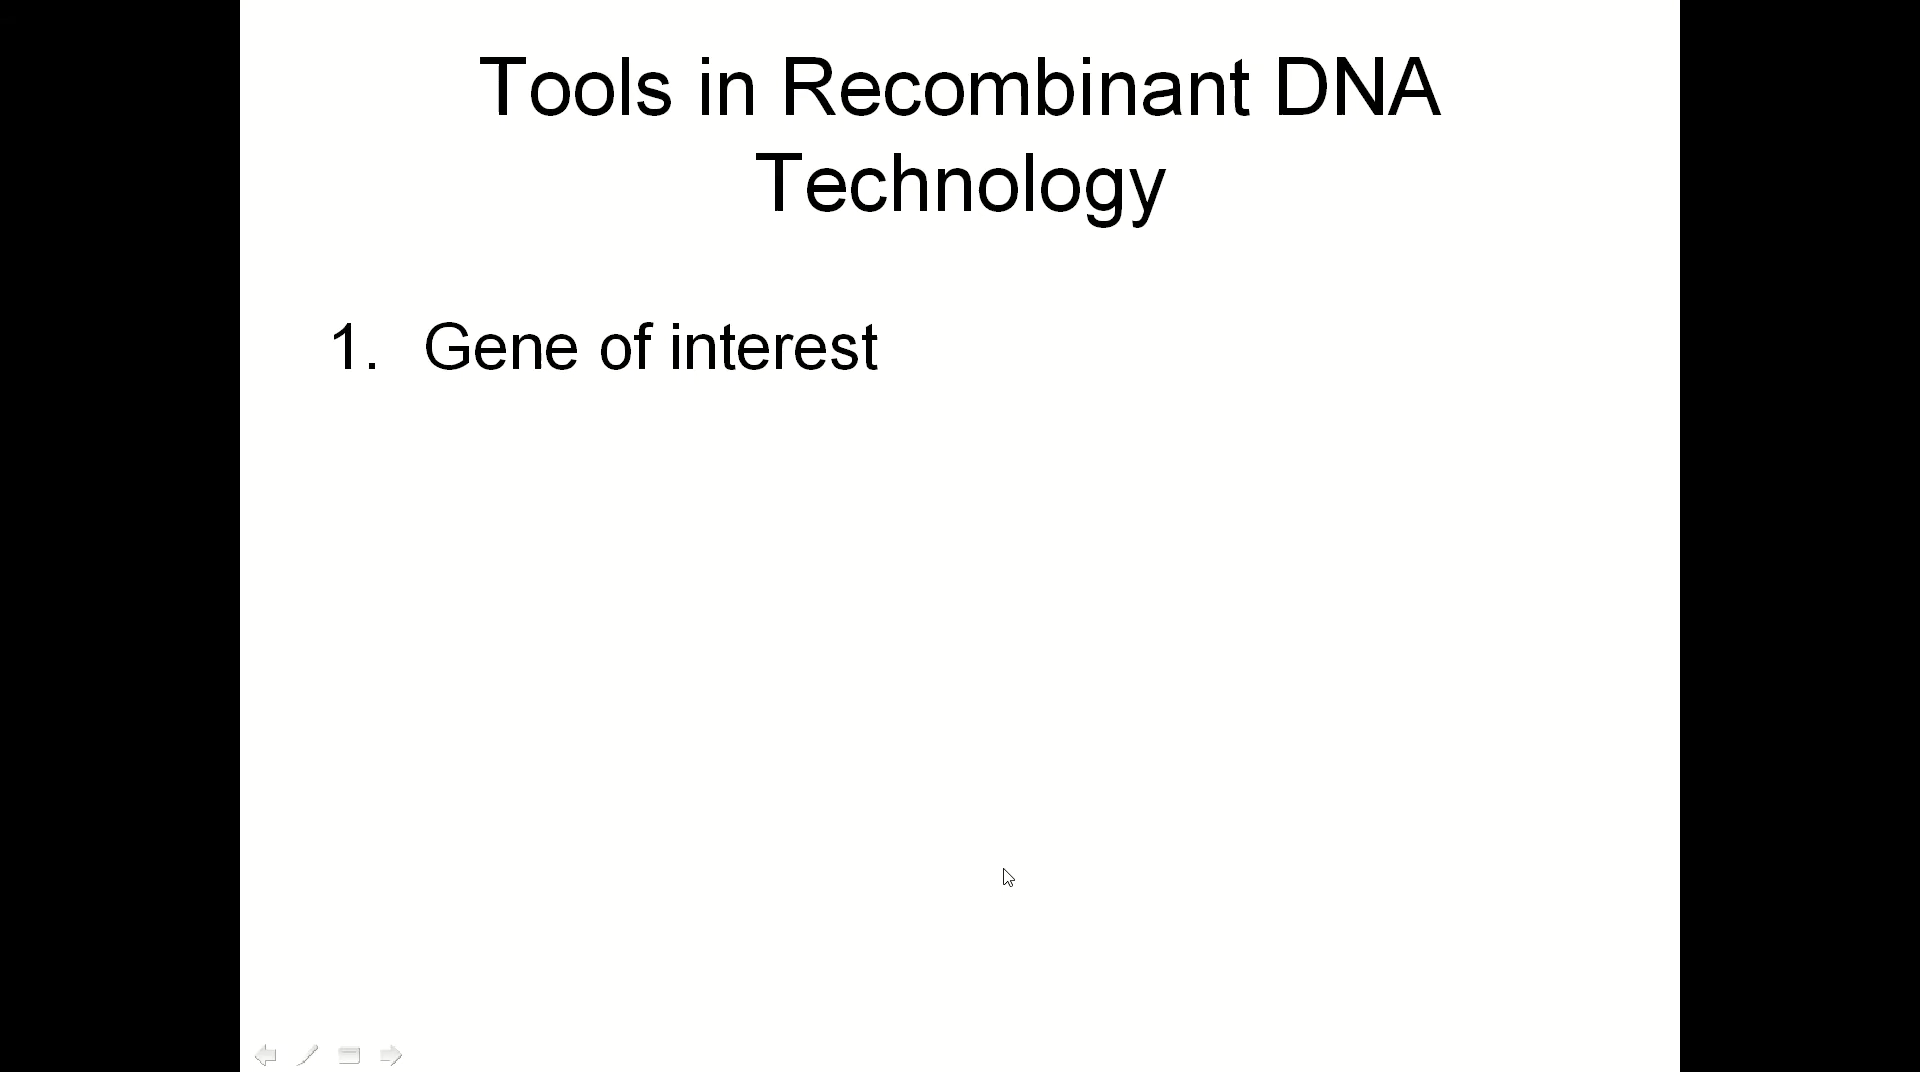 Tools in Recombinant DNA
Technology
1. Gene of interest